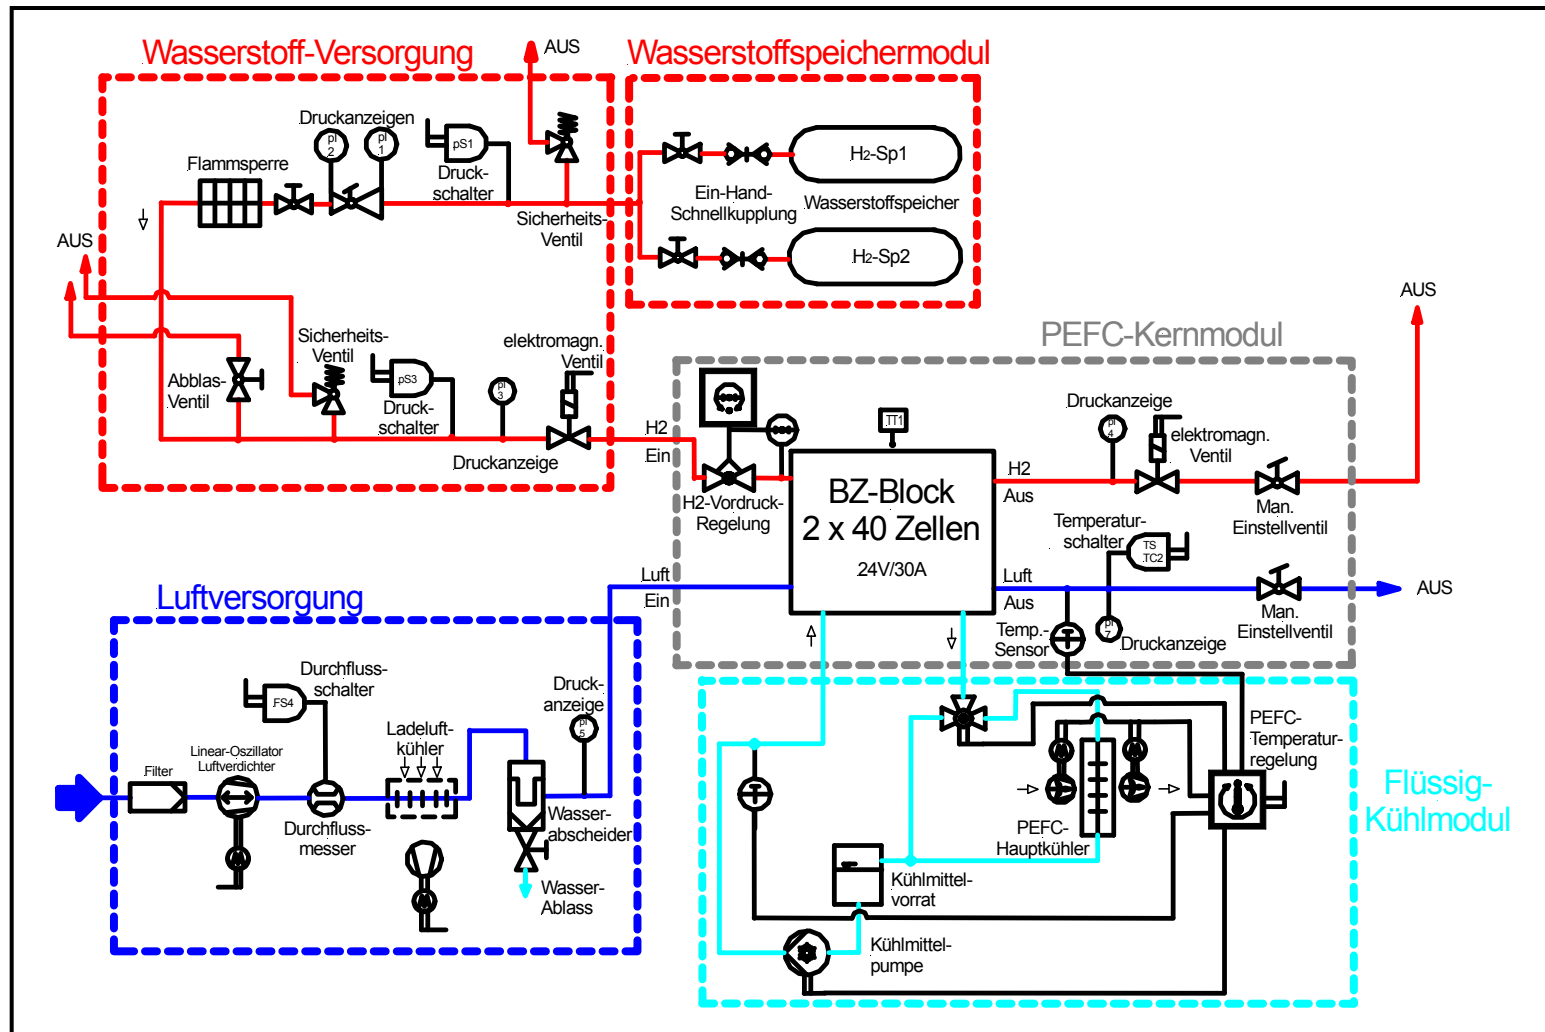 Wasserstoff-Versorgung
AUS
Wasserstoffspeichermodul
Druckanzeigen
pI
2
pI
1
pS1
Druck-
schalter
Flammsperre
Sicherheits-
Ventil
H2-Sp1
Ein-Hand-
Schnellkupplung
Wasserstoffspeicher
H2-Sp2
AUS
Sicherheits-
Ventil
Abblas-
Ventil
pS3
Druck-
schalter
pI
3
Druckanzeige
elektromagn.
Ventil
PEFC-Kernmodul
AUS
H2
Ein
H2-Vordruck-
Regelung
TT1
BZ-Block
2 x 40 Zellen
24V/30A
Druckanzeige
pI
4
elektromagn.
Ventil
H2
Aus
Man.
Einstellventil
Temperatur-
schalter
TS
TC2
Luft
Ein
Luft
Aus
Temp.-
Sensor
pI
7
Druckanzeige
Man.
Einstellventil
AUS
Luftversorgung
Durchfluss-
schalter
FS4
Druck-
anzeige
pI
5
Ladeluft-
kühler
Linear-Oszillator
Luftverdichter
Filter
M
Durchfluss-
messer
M
Wasser-
abscheider
Wasser-
Ablass
PEFC-
Temperatur-
regelung
Flüssig-
Kühlmodul
M
M
PEFC-
Hauptkühler
Kühlmittel-
vorrat
Kühlmittel-
pumpe